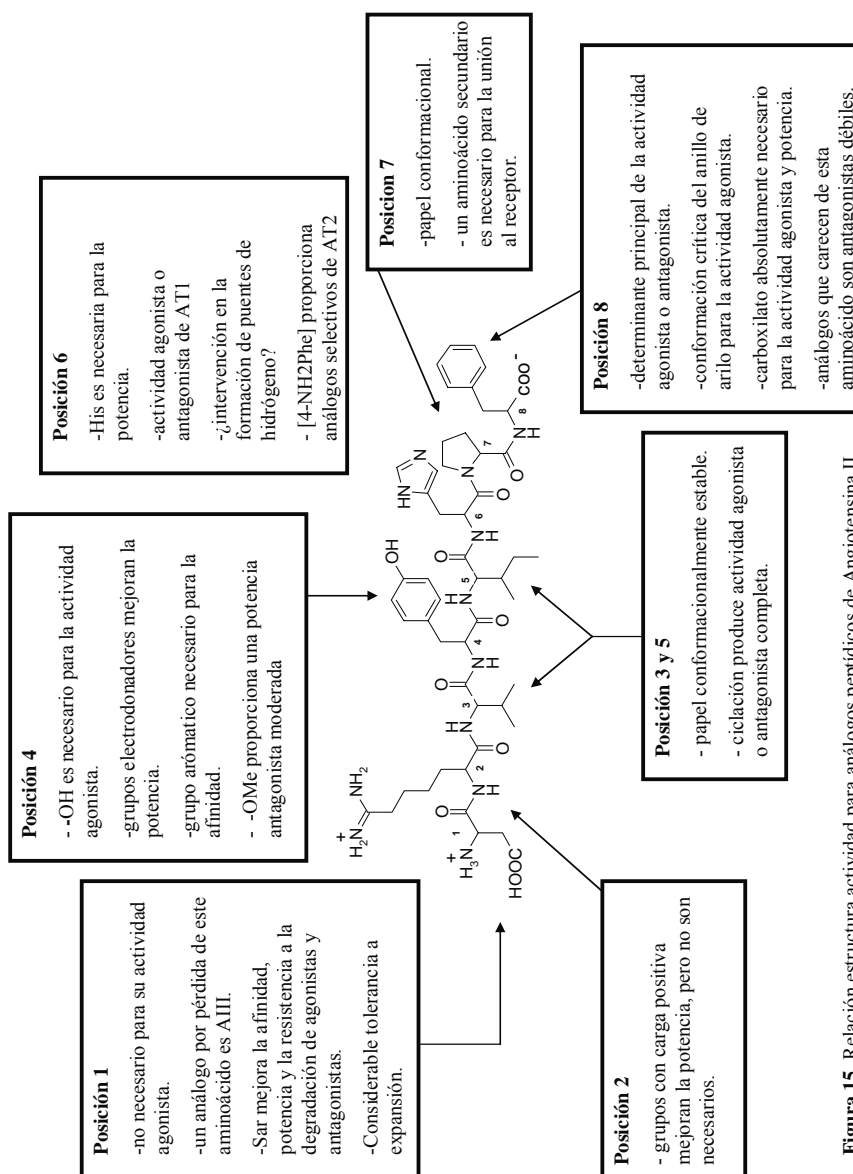 Posición 1
-no necesario para su actividad
agonista.
-un análogo por pérdida de este
aminoácido es AIII.
-Sar mejora la afinidad,
potencia y la resistencia a la
degradación de agonistas y
antagonistas.
-Considerable tolerancia a
expansión.
Posición 4
- -OH es necesario para la actividad
agonista.
-grupos electrodonadores mejoran la
potencia.
-grupo arómatico necesario para la
afinidad.
- -OMe proporciona una potencia
antagonista moderada
Posición 6
-His es necesaria para la
potencia.
-actividad agonista o
antagonista de AT1
-¿intervención en la
formación de puentes de
hidrógeno?
- [4-NH2Phe] proporciona
análogos selectivos de AT2
Posicion 7
-papel conformacional.
- un aminoácido secundario
es necesario para la unión
al receptor.
H2N
+
NH2
H3N
+
HOOC
1
O
N
H
2
O
H
N
3
O
N
H
4
O
OH
H
N
5
O
N
H
6
O
HN
N
N
7
O
N
H
8
COO
-
Posición 2
- grupos con carga positiva
mejoran la potencia, pero no son
necesarios.
Posición 3 y 5
- papel conformacionalmente estable.
- ciclación produce actividad agonista
o antagonista completa.
Posición 8
-determinante principal de la actividad
agonista o antagonista.
-conformación crítica del anillo de
arilo para la actividad agonista.
-carboxilato absolutamente necesario
para la actividad agonista y potencia.
-análogos que carecen de esta
aminoácido son antagonistas débiles.
Figura 15. Relación estructura actividad para análogos peptídicos de Angiotensina II